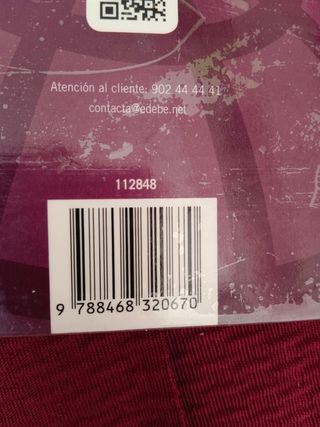 Atención al cliente: 902 44 44 41
contacta@edebe.net
112848
9 788468 320670